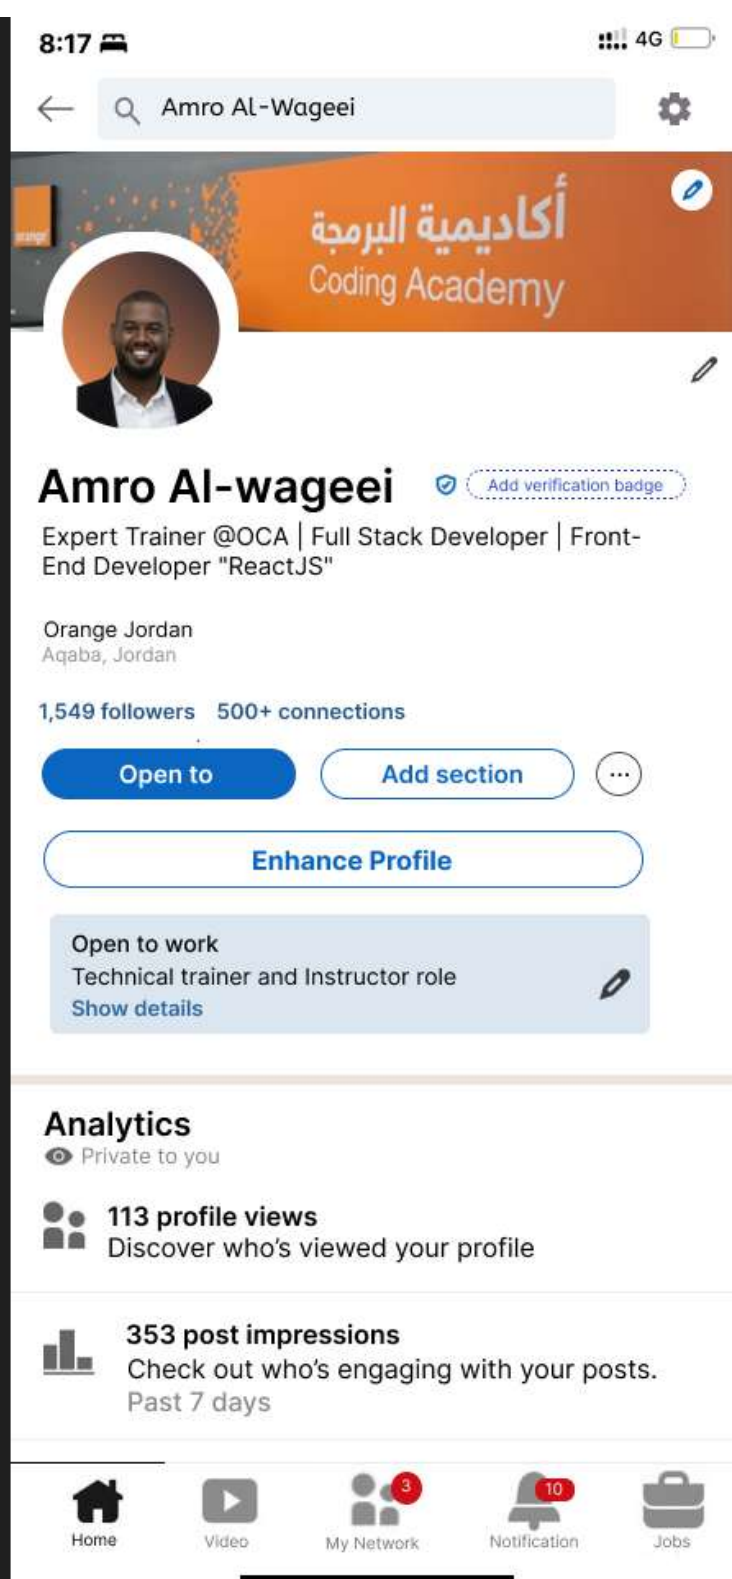 8:17
4G
Amro Al-Wageei
orange
أكاديمية البرمجة
Coding Academy
Amro Al-wageei
Add verification badge
Expert Trainer @OCA | Full Stack Developer | Front-
End Developer "ReactJS"
Orange Jordan
Aqaba, Jordan
1,549 followers 500+ connections
Open to
Add section
...
Enhance Profile
Open to work
Technical trainer and Instructor role
Show details
Analytics
Private to you
113 profile views
Discover who's viewed your profile
353 post impressions
Check out who's engaging with your posts.
Past 7 days
3
10
Home
Video
My Network
Notification
Jobs